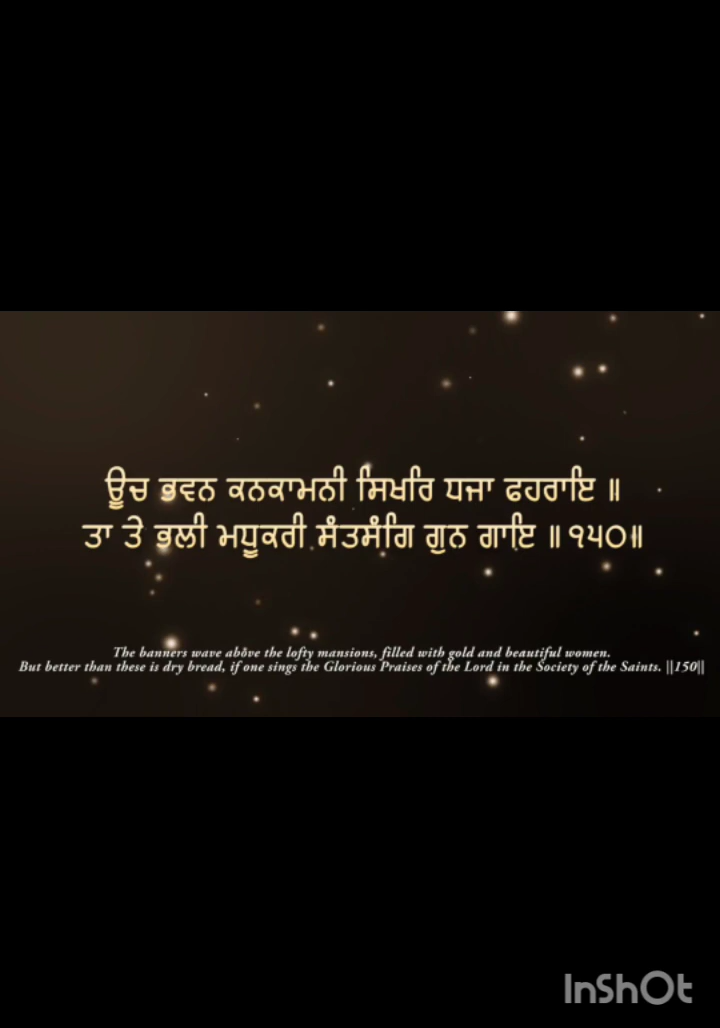 ਊਚ ਭਵਨ ਕਨਕਾਮਨੀ ਸਿਖਰਿ ਧਜਾ ਫਹਰਾਇ ॥
ਤਾ ਤੇ ਭਲੀ ਮਧੂਕਰੀ ਸੰਤਸੰਗਿ ਗੁਨ ਗਾਇ ॥੧੫੦॥
The banners wave above the lofty mansions, filled with gold and beautiful women.
But better than these is dry bread, if one sings the Glorious Praises of the Lord in the Society of the Saints. ||150||
InShOt